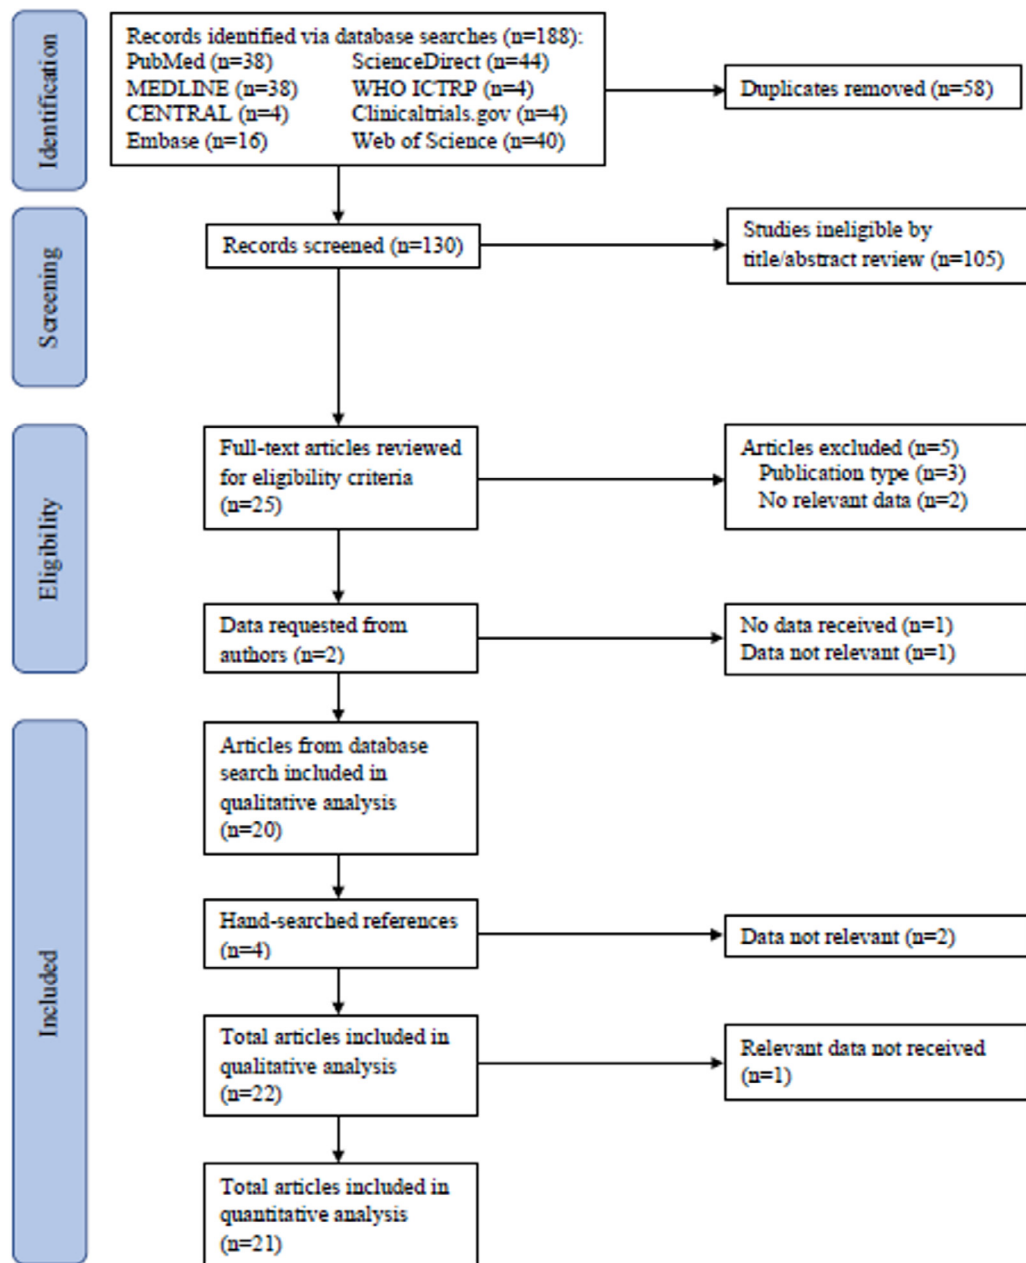 Identification
Records identified via database searches (n=188):
PubMed (n=38) ScienceDirect (n=44)
MEDLINE (n=38) WHO ICTRP (n=4)
CENTRAL (n=4) Clinicaltrials.gov (n=4)
Embase (n=16) Web of Science (n=40)
Duplicates removed (n=58)
Screening
Records screened (n=130)
Studies ineligible by
title/abstract review (n=105)
Eligibility
Full-text articles reviewed
for eligibility criteria
(n=25)
Articles excluded (n=5)
Publication type (n=3)
No relevant data (n=2)
Data requested from
authors (n=2)
No data received (n=1)
Data not relevant (n=1)
Included
Articles from database
search included in
qualitative analysis
(n=20)
Hand-searched references
(n=4)
Data not relevant (n=2)
Total articles included in
qualitative analysis
(n=22)
Relevant data not received
(n=1)
Total articles included in
quantitative analysis
(n=21)